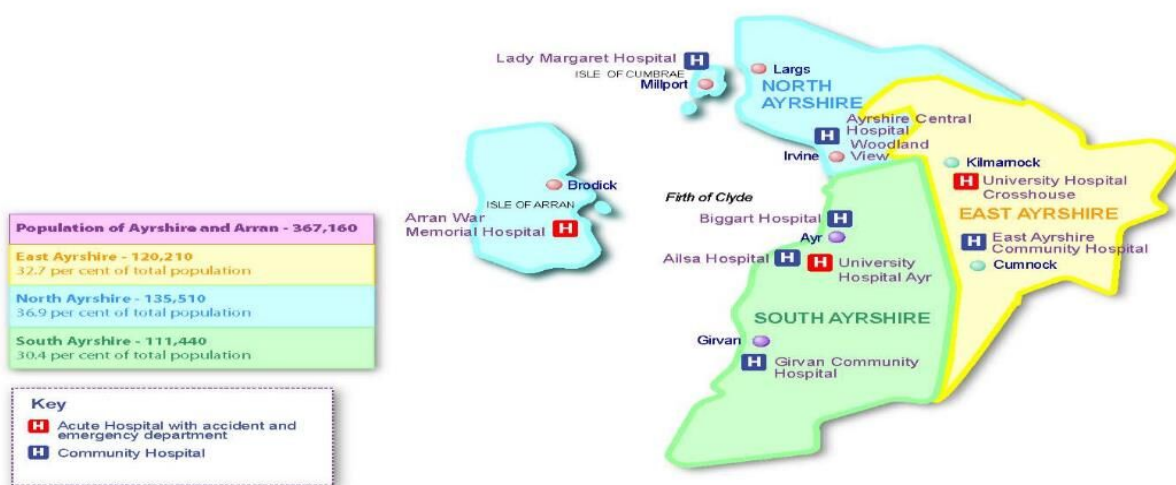 Lady Margaret Hospital
ISLE OF CUMBRAE
Millport
Largs
NORTH
AYRSHIRE
Ayrshire Central
Hospital
Woodland
View
Irvine
Kilmarnock
University Hospital
Crosshouse
EAST AYRSHIRE
East Ayrshire
Community Hospital
Cumnock
Brodick
ISLE OF ARRAN
Arran War
Memorial Hospital
Firth of Clyde
Biggart Hospital
Ayr
Ailsa Hospital
University
Hospital Ayr
SOUTH AYRSHIRE
Girvan
Girvan Community
Hospital
Population of Ayrshire and Arran - 367,160
East Ayrshire - 120,210
32.7 per cent of total population
North Ayrshire - 135,510
36.9 per cent of total population
South Ayrshire - 111,440
30.4 per cent of total population
Key
H Acute Hospital with accident and
emergency department
H Community Hospital